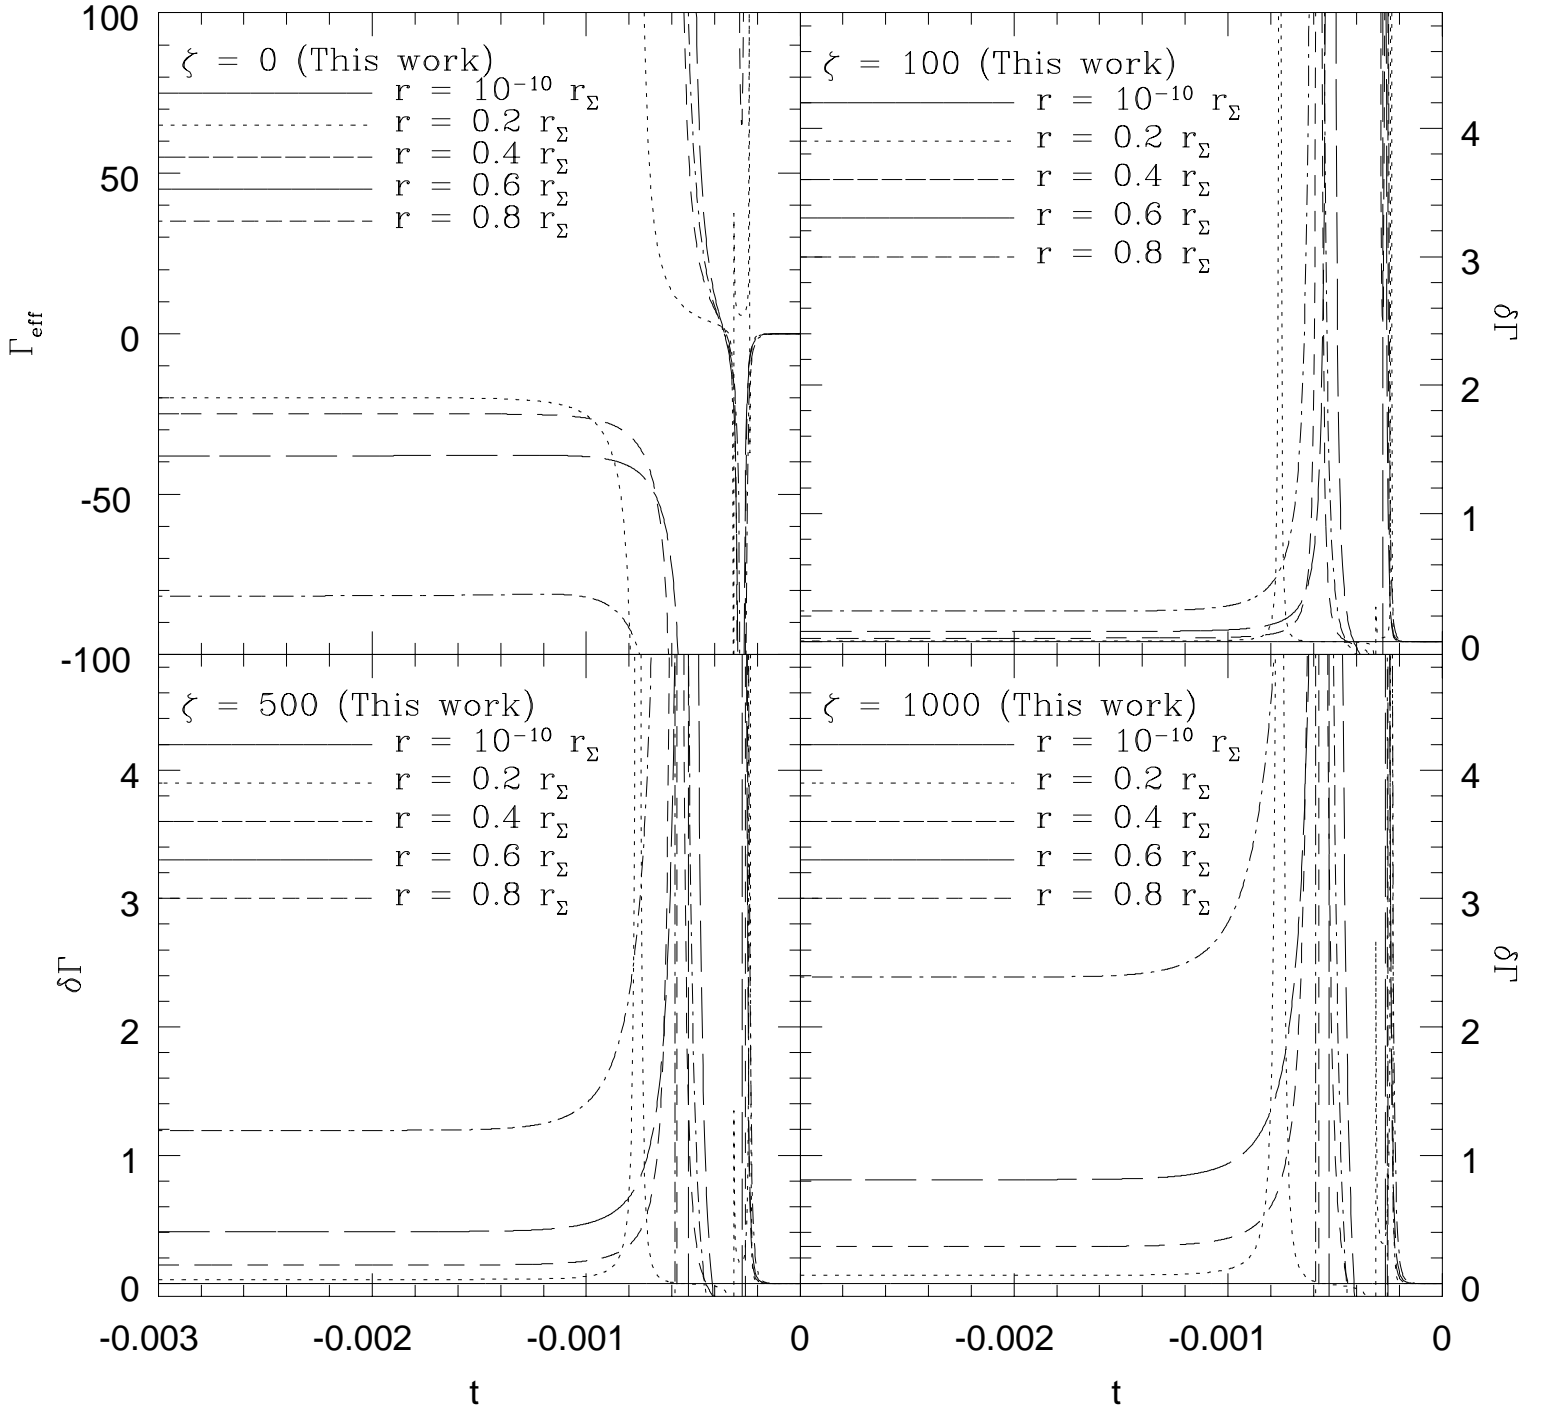 ζ = 0 (This work)
r = 10⁻¹⁰ r_Σ
r = 0.2 r_Σ
r = 0.4 r_Σ
r = 0.6 r_Σ
r = 0.8 r_Σ
100
50
0
-50
-100
Γ_eff
ζ = 100 (This work)
r = 10⁻¹⁰ r_Σ
r = 0.2 r_Σ
r = 0.4 r_Σ
r = 0.6 r_Σ
r = 0.8 r_Σ
4
3
2
1
0
δΓ
ζ = 500 (This work)
r = 10⁻¹⁰ r_Σ
r = 0.2 r_Σ
r = 0.4 r_Σ
r = 0.6 r_Σ
r = 0.8 r_Σ
4
3
2
1
0
δΓ
ζ = 1000 (This work)
r = 10⁻¹⁰ r_Σ
r = 0.2 r_Σ
r = 0.4 r_Σ
r = 0.6 r_Σ
r = 0.8 r_Σ
4
3
2
1
0
δΓ
-0.003 -0.002 -0.001 0 -0.002 -0.001 0
t t